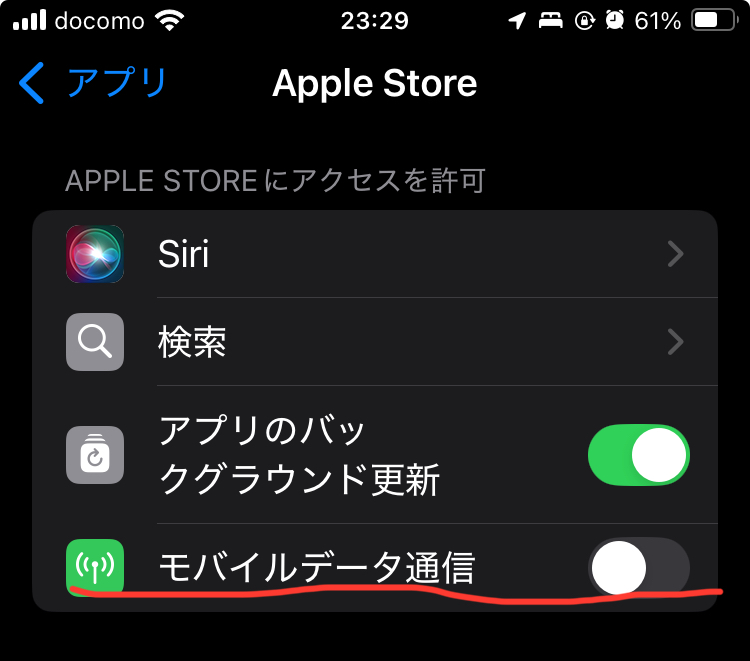 docomo 23:29 61%
アプリ Apple Store
APPLE STOREにアクセスを許可
Siri
検索
アプリのバッ
クグラウンド更新
モバイルデータ通信